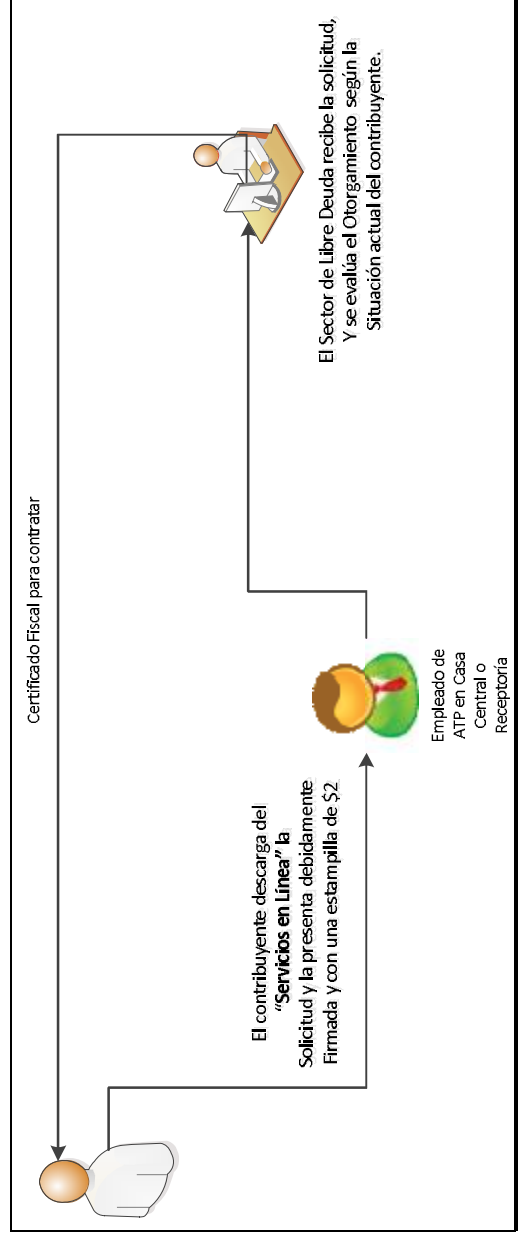 Certificado Fiscal para contratar
El contribuyente descarga del
“Servicios en Línea” la
Solicitud y la presenta debidamente
Firmada y con una estampilla de $2
Empleado de
ATP en Casa
Central o
Receptoría
El Sector de Libre Deuda recibe la solicitud,
Y se evalúa el Otorgamiento según la
Situación actual del contribuyente.